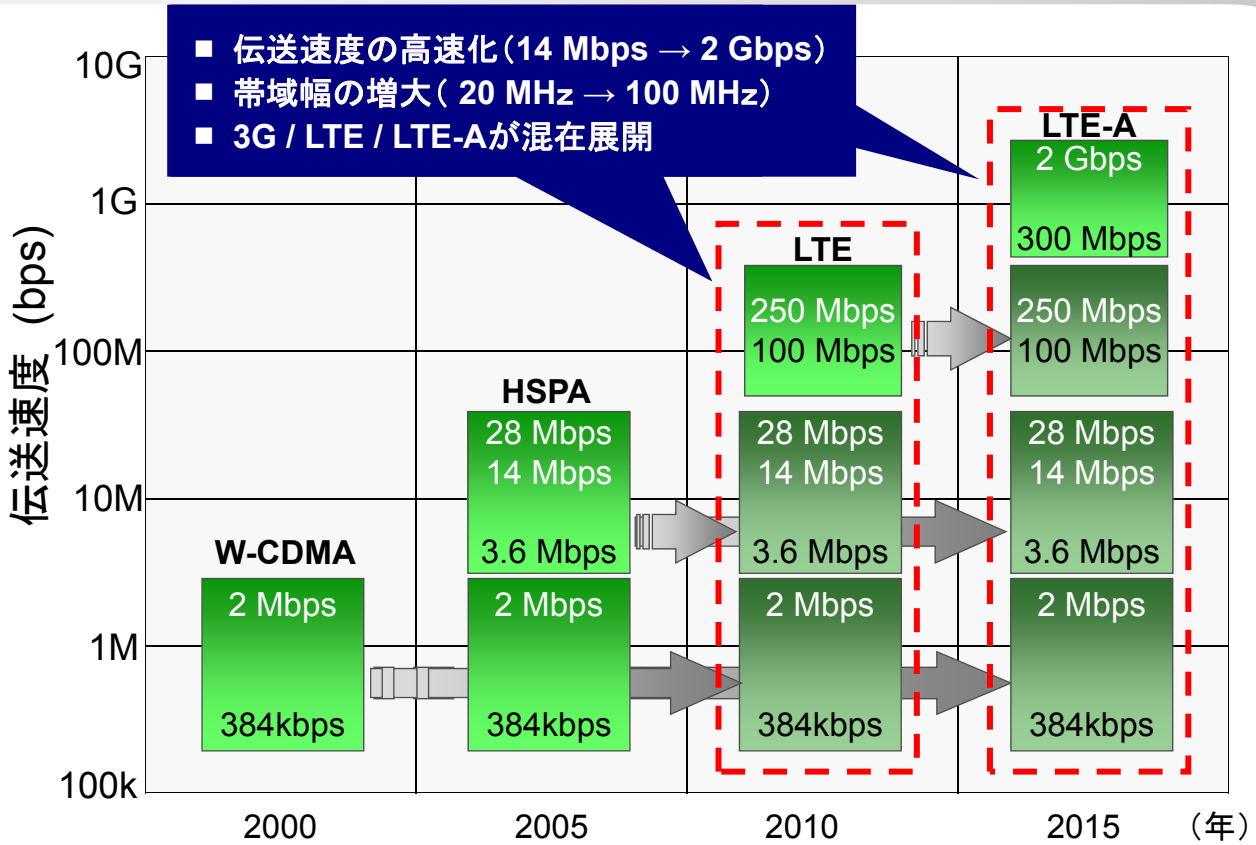 ■ 伝送速度の高速化（14 Mbps → 2 Gbps）
■ 帯域幅の増大（ 20 MHz → 100 MHz）
■ 3G / LTE / LTE-Aが混在展開
伝送速度 (bps)
10G
1G
100M
10M
1M
100k
W-CDMA
2 Mbps
384kbps
HSPA
28 Mbps
14 Mbps
3.6 Mbps
2 Mbps
384kbps
LTE
250 Mbps
100 Mbps
28 Mbps
14 Mbps
3.6 Mbps
2 Mbps
384kbps
LTE-A
2 Gbps
300 Mbps
250 Mbps
100 Mbps
28 Mbps
14 Mbps
3.6 Mbps
2 Mbps
384kbps
2000 2005 2010 2015 （年）